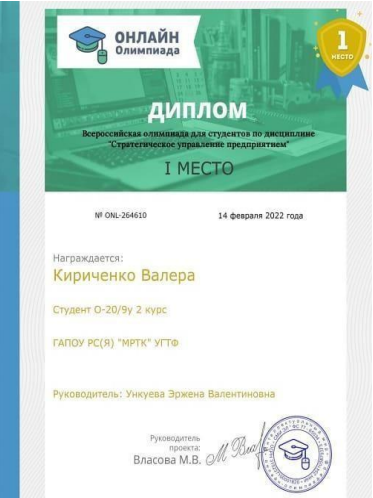 ОНЛАЙН
Олимпиада
1
МЕСТО
ДИПЛОМ
Всероссийская олимпиада для студентов по дисциплине
"Стратегическое управление предприятием"
I МЕСТО
№ ONL-264610
14 февраля 2022 года
Награждается:
Кириченко Валера
Студент О-20/9у 2 курс
ГАПОУ РС(Я) "МРТК" УГТФ
Руководитель: Ункуева Эржена Валентиновна
Руководитель
проекта:
Власова М.В.